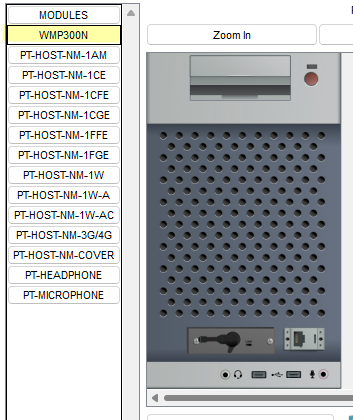 MODULES
WMP300N
PT-HOST-NM-1AM
PT-HOST-NM-1CE
PT-HOST-NM-1CFE
PT-HOST-NM-1CGE
PT-HOST-NM-1FFE
PT-HOST-NM-1FGE
PT-HOST-NM-1W
PT-HOST-NM-1W-A
PT-HOST-NM-1W-AC
PT-HOST-NM-3G/4G
PT-HOST-NM-COVER
PT-HEADPHONE
PT-MICROPHONE
Zoom In